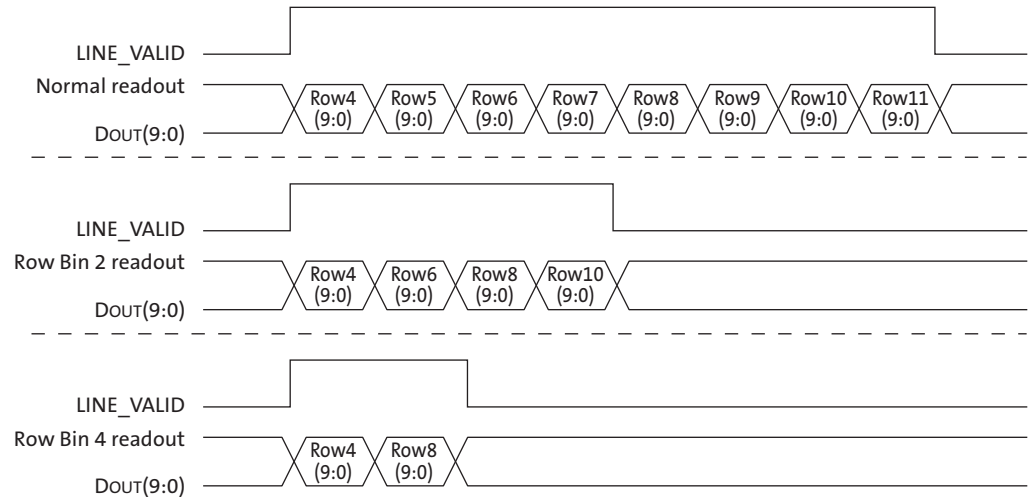 LINE_VALID
Normal readout
Row4 Row5 Row6 Row7 Row8 Row9 Row10 Row11
(9:0) (9:0) (9:0) (9:0) (9:0) (9:0) (9:0) (9:0)
DOUT(9:0)
LINE_VALID
Row Bin 2 readout
Row4 Row6 Row8 Row10
(9:0) (9:0) (9:0) (9:0)
DOUT(9:0)
LINE_VALID
Row Bin 4 readout
Row4 Row8
(9:0) (9:0)
DOUT(9:0)